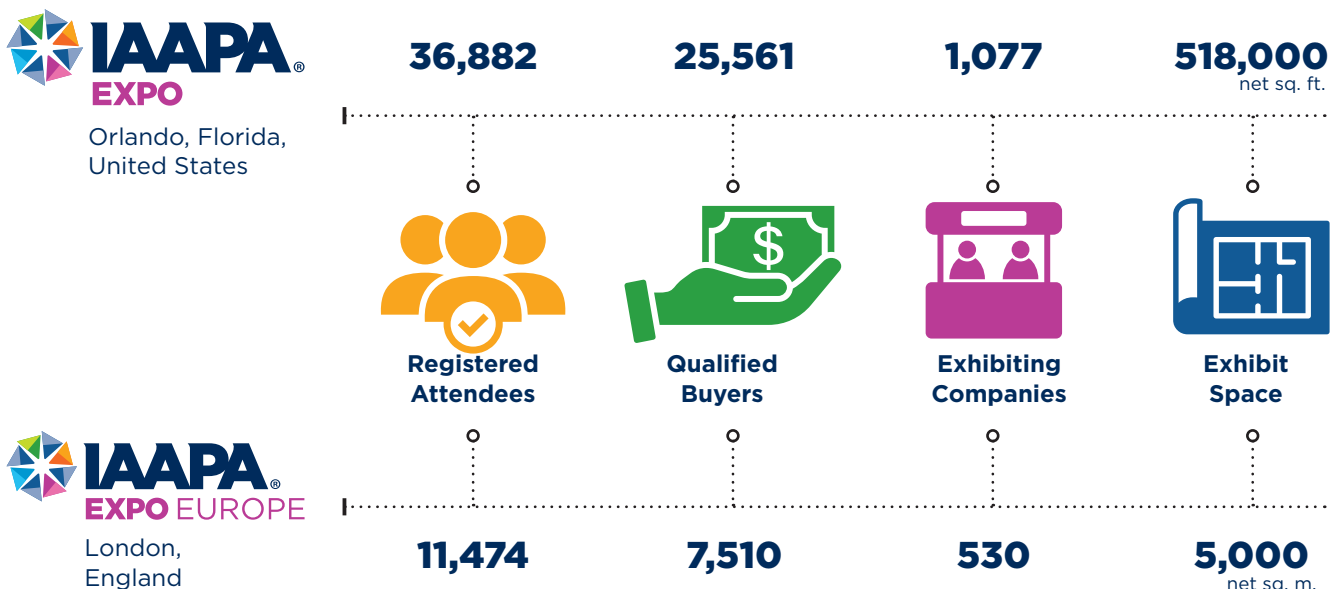 IAAPA®
EXPO
Orlando, Florida,
United States
36,882
25,561
1,077
518,000
net sq. ft.
$
Registered
Attendees
Qualified
Buyers
Exhibiting
Companies
Exhibit
Space
IAAPA®
EXPO EUROPE
London,
England
11,474
7,510
530
5,000
net sq. m.